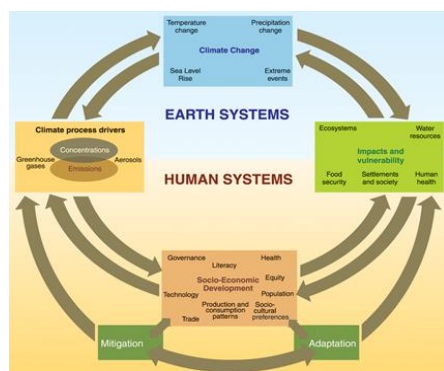 Temperature
change
Precipitation
change
Climate Change
Sea Level
Rise
Extreme
events
EARTH SYSTEMS
Climate process drivers
Concentrations
Greenhouse
gases
Aerosols
Emissions
Ecosystems
Water
resources
Impacts and
vulnerability
Food
security
Settlements
and society
Human
health
HUMAN SYSTEMS
Governance
Literacy
Health
Socio-Economic
Development
Equity
Technology
Population
Production and
consumption
patterns
Socio-
cultural
preferences
Trade
Mitigation
Adaptation